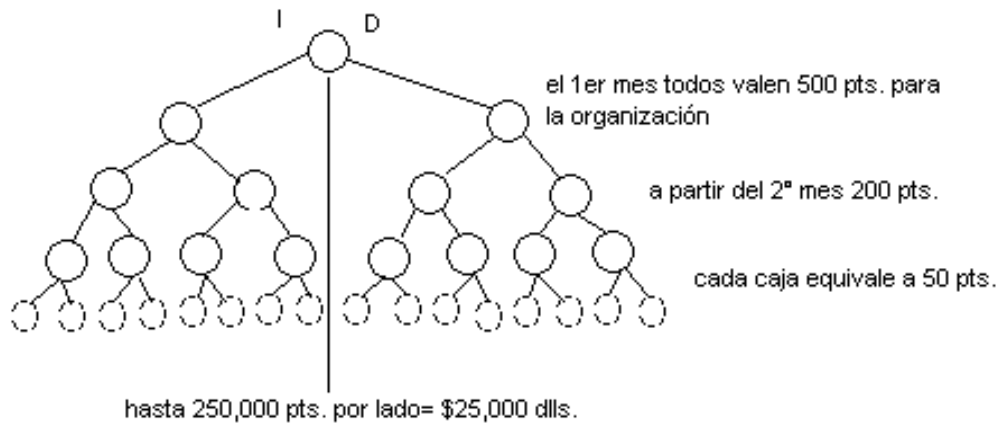 I D
el 1er mes todos valen 500 pts. para
la organización
a partir del 2° mes 200 pts.
cada caja equivale a 50 pts.
hasta 250,000 pts. por lado= $25,000 dlls.